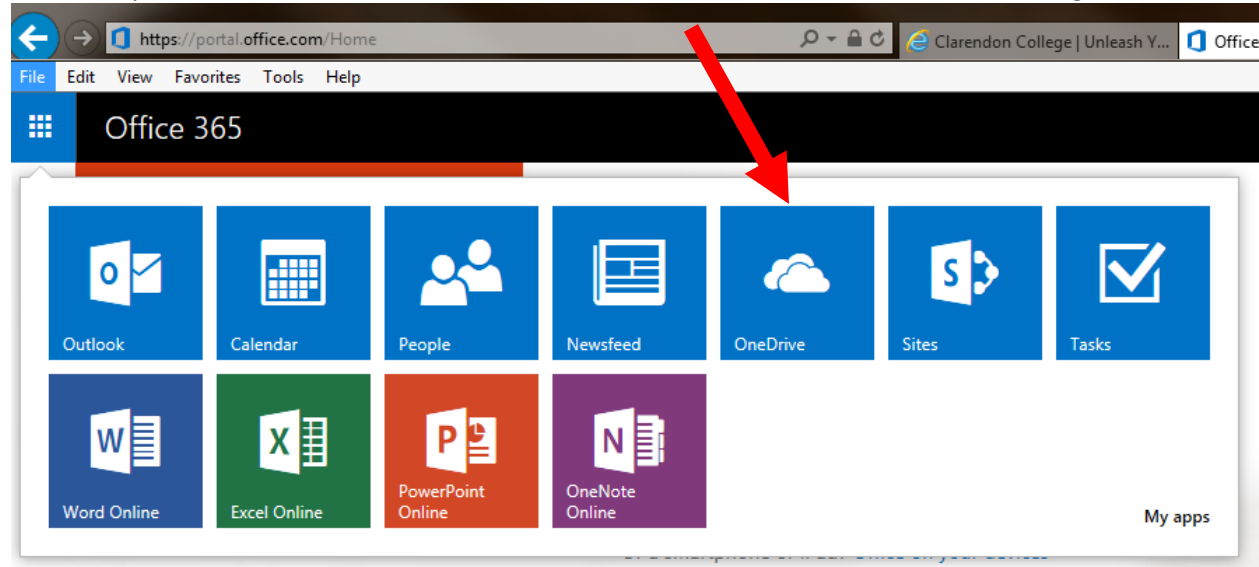 https://portal.office.com/Home
Clarendon College | Unleash Y...
Office
File Edit View Favorites Tools Help
Office 365
Outlook
Calendar
People
Newsfeed
OneDrive
Sites
Tasks
Word Online
Excel Online
PowerPoint
Online
OneNote
Online
My apps